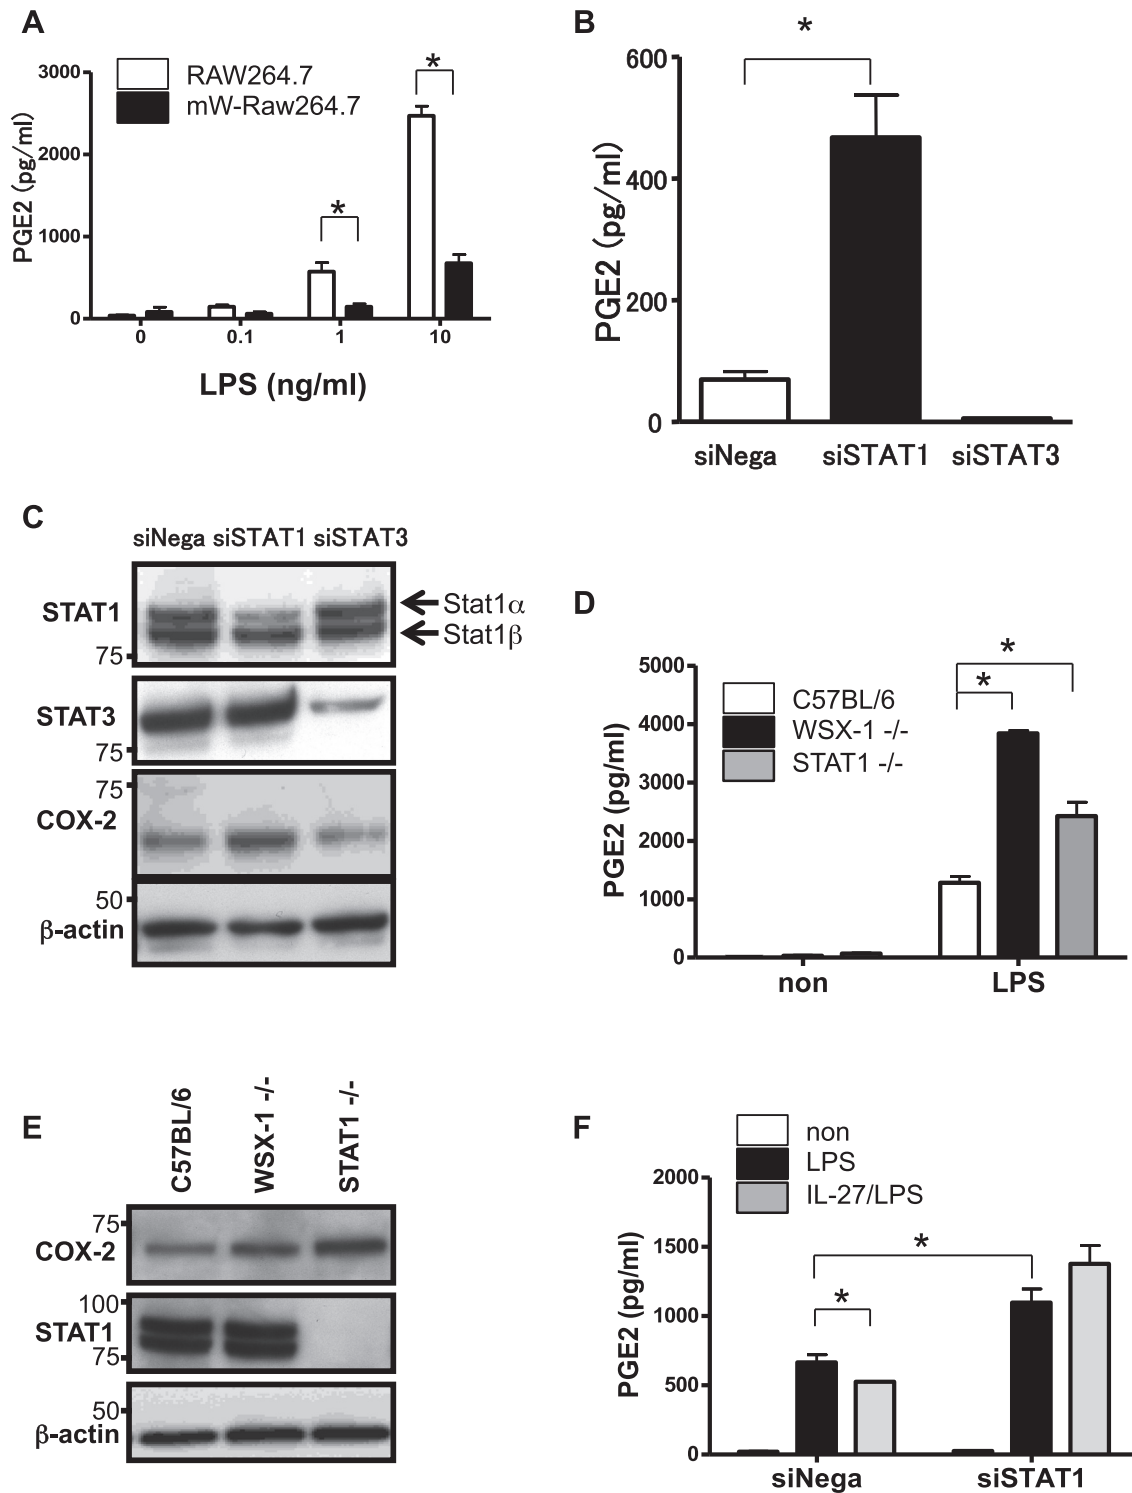 A
RAW264.7
mW-Raw264.7
3000
2000
1000
0
PGE2 (pg/ml)
*
*
0 0.1 1 10
LPS (ng/ml)
B
*
600
400
200
0
PGE2 (pg/ml)
siNega siSTAT1 siSTAT3
C
siNega siSTAT1 siSTAT3
STAT1
75
Stat1α
Stat1β
STAT3
75
75
COX-2
50
β-actin
D
C57BL/6
WSX-1 -/-
STAT1 -/-
5000
4000
3000
2000
1000
0
PGE2 (pg/ml)
*
*
non LPS
E
C57BL/6
WSX-1 -/-
STAT1 -/-
75
COX-2
100
STAT1
75
50
β-actin
F
non
LPS
IL-27/LPS
2000
1500
1000
500
0
PGE2 (pg/ml)
*
*
siNega siSTAT1